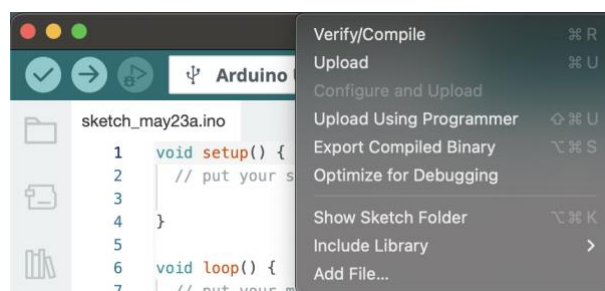 Arduino
sketch_may23a.ino
1 void setup() {
2 // put your s
3
4 }
5
6 void loop() {
7 // put your m
Verify/Compile ⌘ R
Upload ⌘ U
Configure and Upload
Upload Using Programmer ⇧ ⌘ U
Export Compiled Binary ⌥ ⌘ S
Optimize for Debugging
Show Sketch Folder ⌥ ⌘ K
Include Library
Add File...